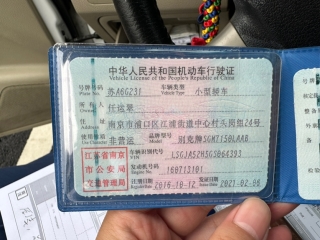 中华人民共和国机动车行驶证
Vehicle License of the People's Republic of China
号牌号码 苏A6G231 车辆类型 小型轿车
Plate No. Vehicle Type
所有人 任运翠
Owner
住址 南京市浦口区江浦街道中心村头岗组24号
Address
使用性质 非营运 品牌型号 别克牌SGM7150LAAB
Use Character Model
江苏省南京
市公安局
交通管理局
车辆识别代号
VIN
发动机号码 160713101
Engine No.
注册日期 2016-10-12 发证日期
Register Date Issue Date